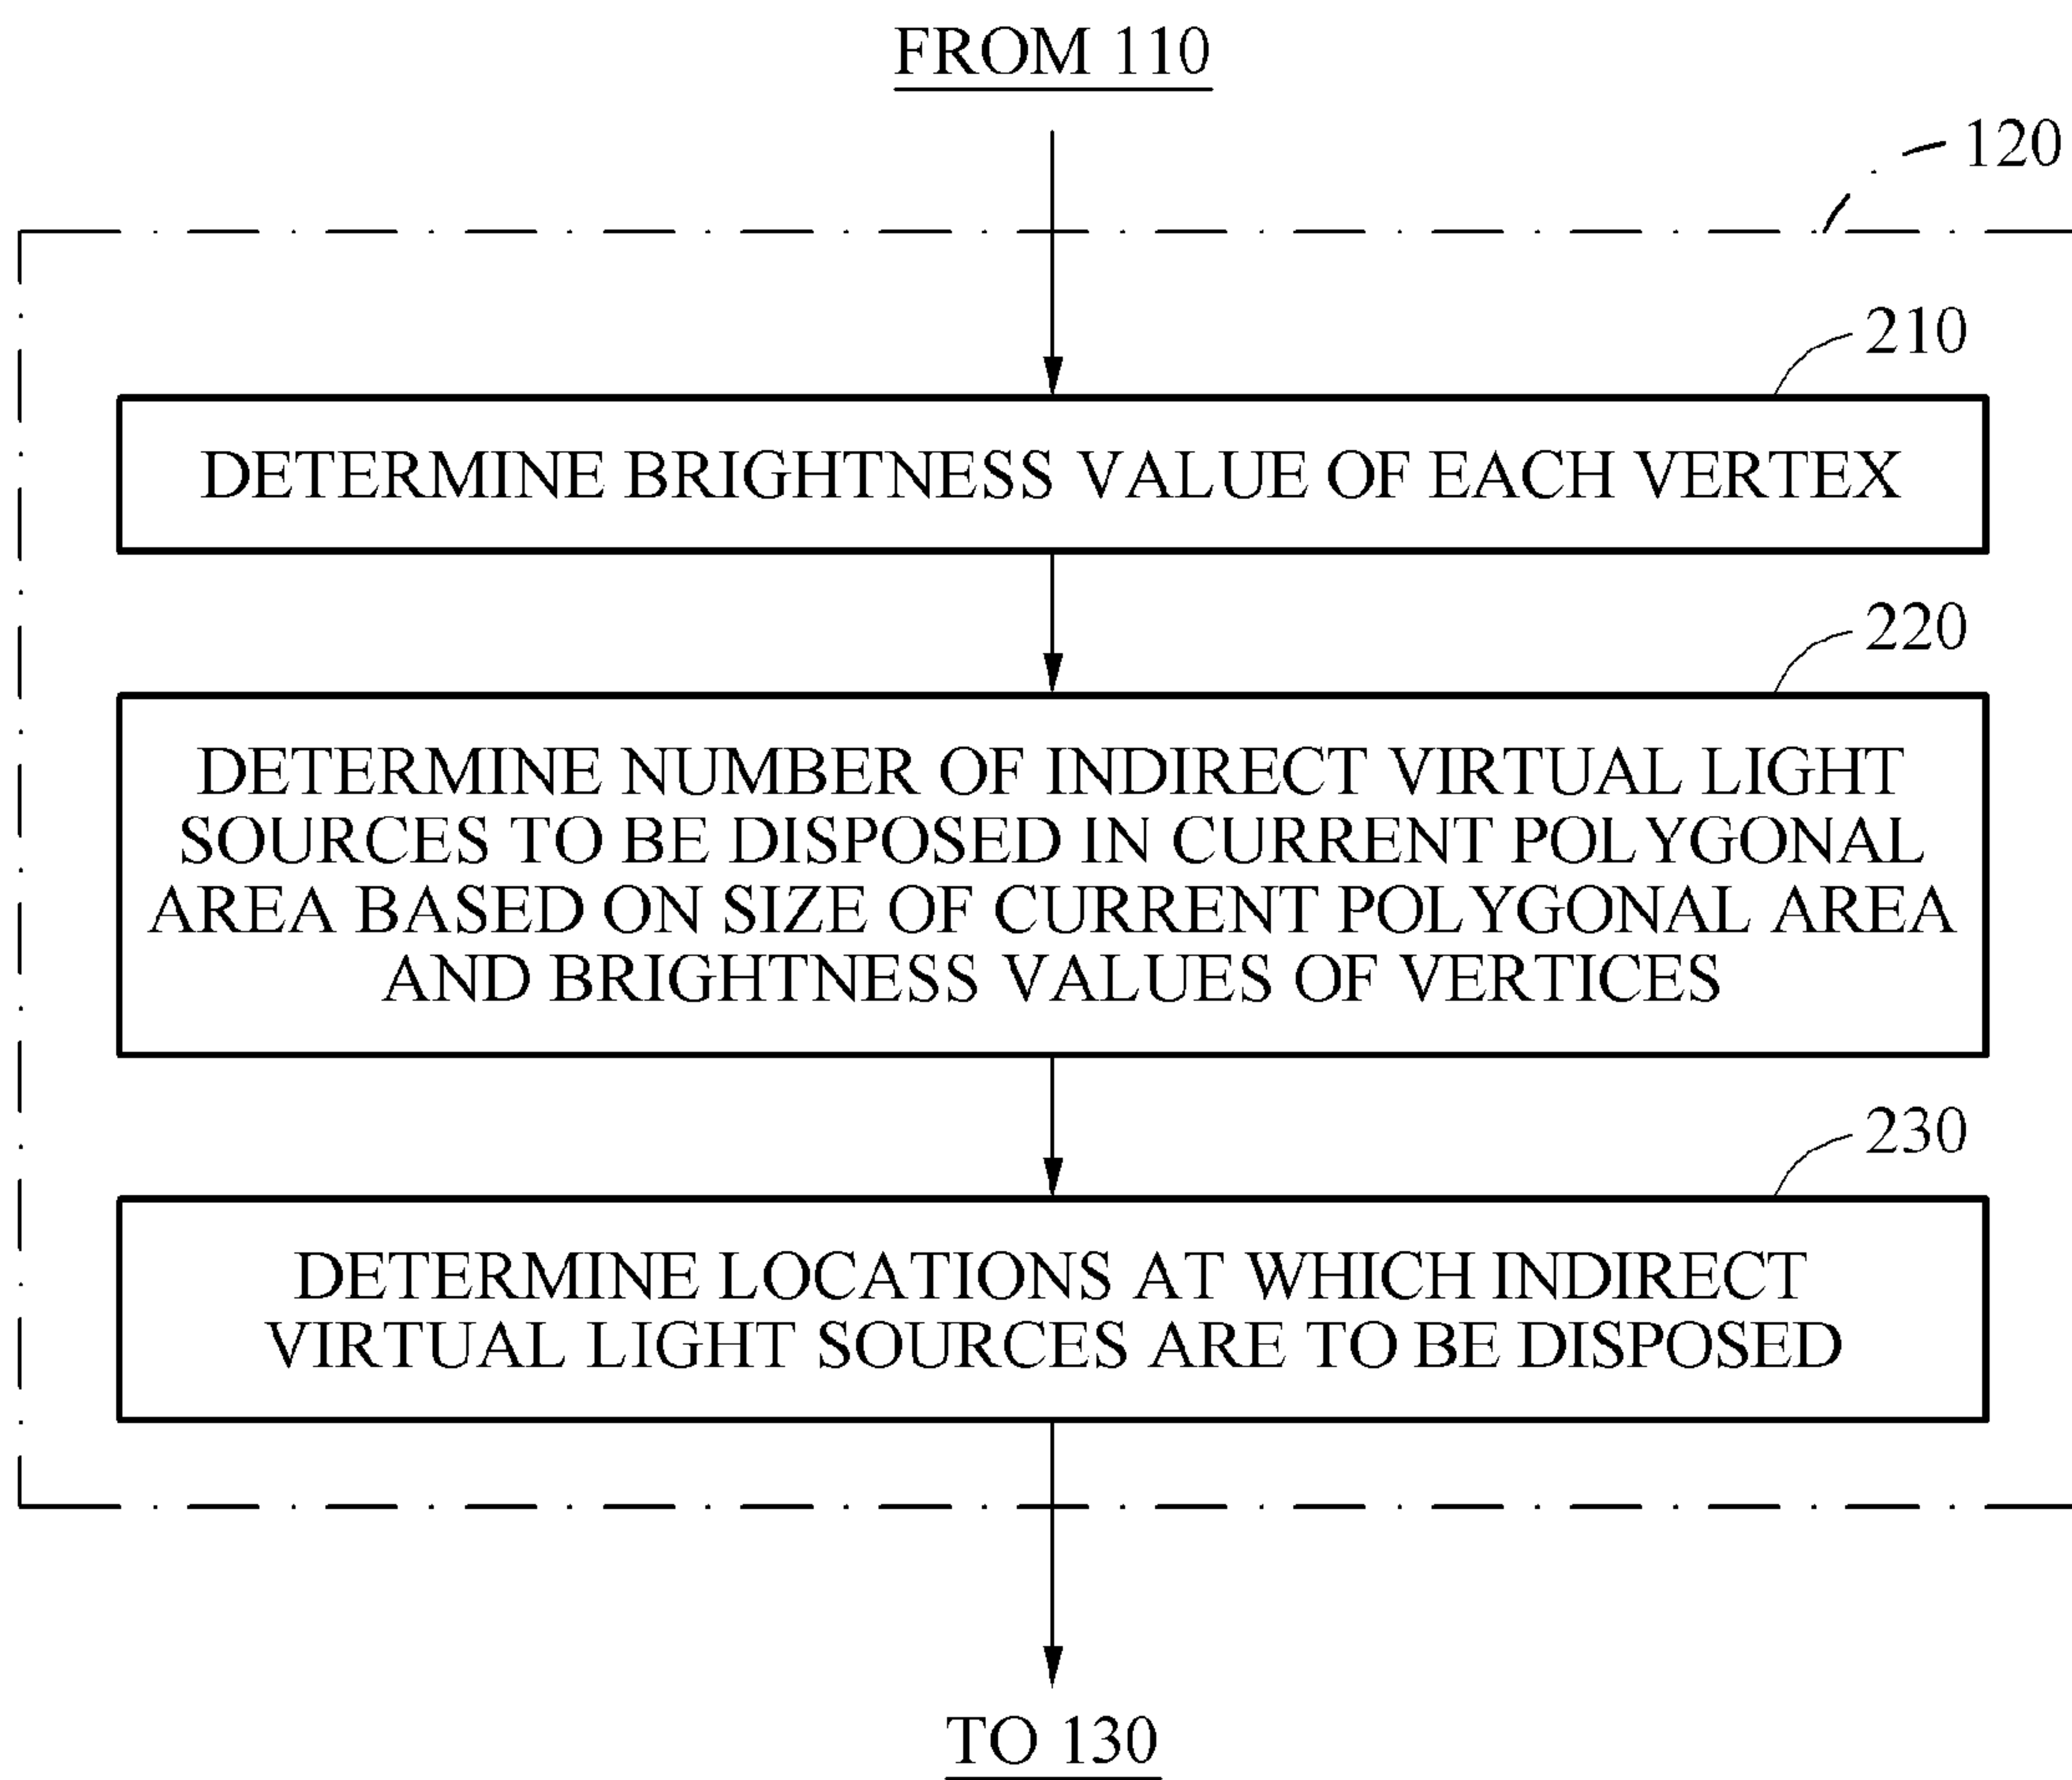 FROM 110
120
210
DETERMINE BRIGHTNESS VALUE OF EACH VERTEX
220
DETERMINE NUMBER OF INDIRECT VIRTUAL LIGHT
SOURCES TO BE DISPOSED IN CURRENT POLYGONAL
AREA BASED ON SIZE OF CURRENT POLYGONAL AREA
AND BRIGHTNESS VALUES OF VERTICES
230
DETERMINE LOCATIONS AT WHICH INDIRECT
VIRTUAL LIGHT SOURCES ARE TO BE DISPOSED
TO 130